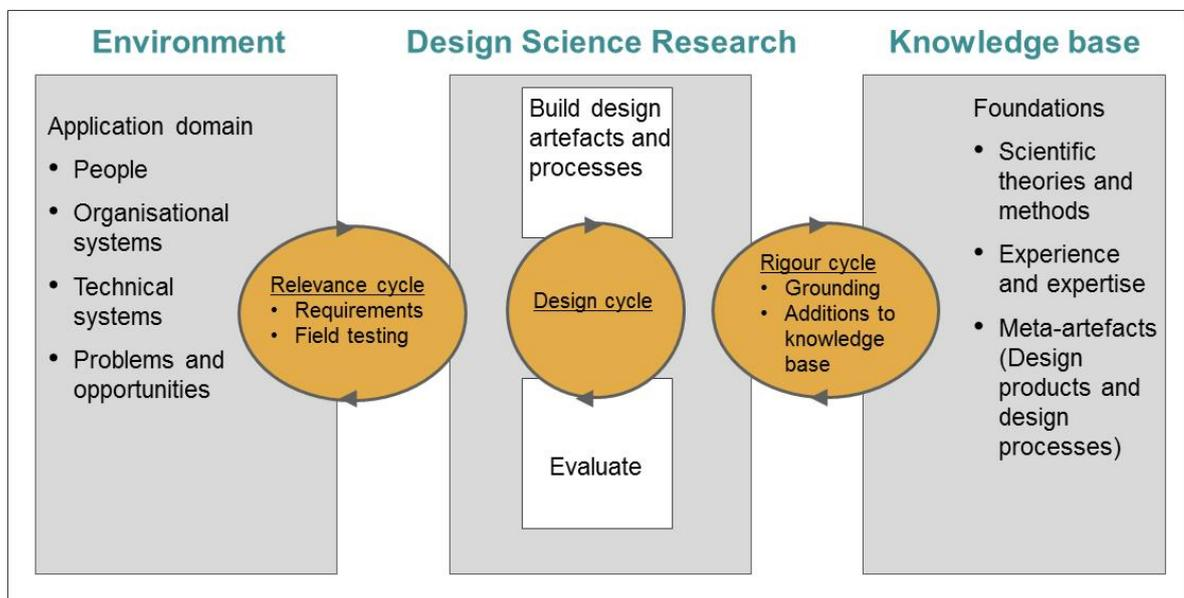 Environment
Design Science Research
Knowledge base
Application domain
• People
• Organisational
systems
• Technical
systems
• Problems and
opportunities
Relevance cycle
• Requirements
• Field testing
Build design
artefacts and
processes
Design cycle
Evaluate
Rigour cycle
• Grounding
• Additions to
knowledge
base
Foundations
• Scientific
theories and
methods
• Experience
and expertise
• Meta-artefacts
(Design
products and
design
processes)